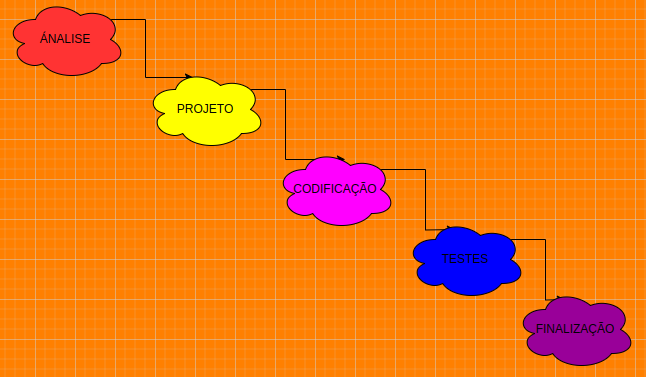 ÁNALISE
PROJETO
CODIFICAÇÃO
TESTES
FINALIZAÇÃO